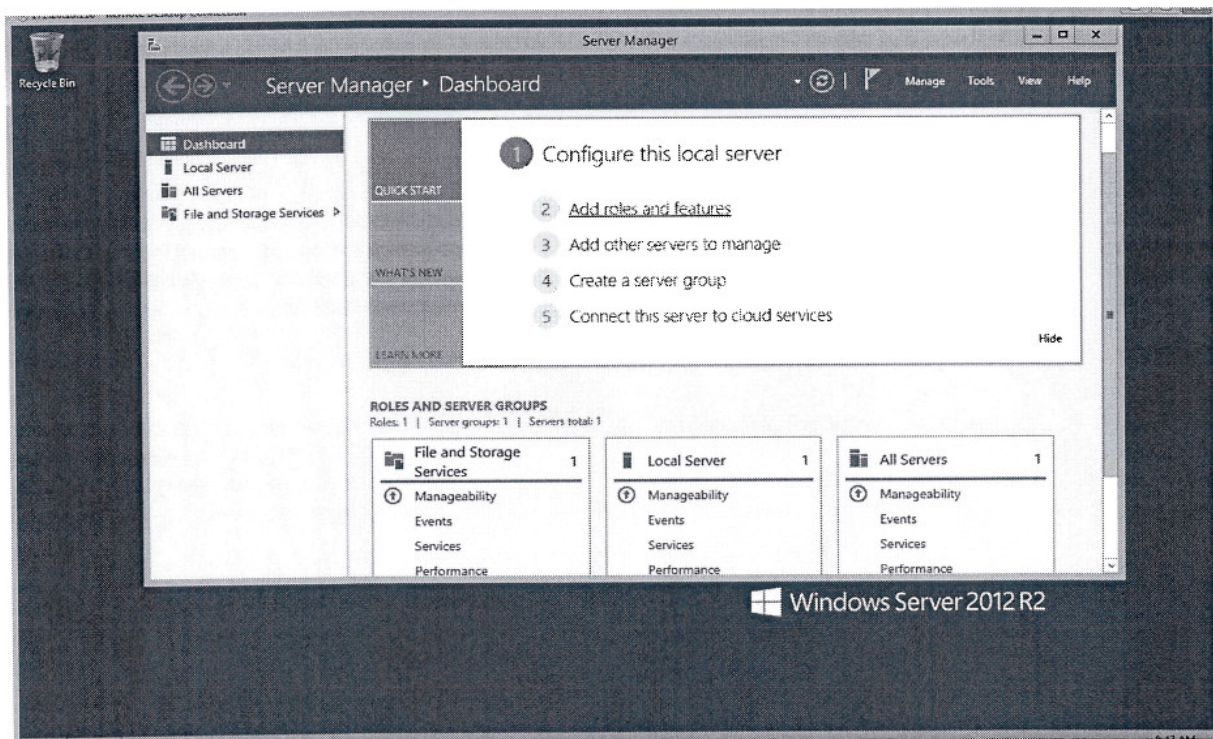 Remote Desktop Connection
Recycle Bin
Server Manager
Server Manager • Dashboard
Manage Tools View Help
Dashboard
Local Server
All Servers
File and Storage Services
QUICK START
WHAT'S NEW
LEARN MORE
1 Configure this local server
2 Add roles and features
3 Add other servers to manage
4 Create a server group
5 Connect this server to cloud services
Hide
ROLES AND SERVER GROUPS
Roles: 1 | Server groups: 1 | Servers total: 1
File and Storage
Services 1
Manageability
Events
Services
Performance
Local Server 1
Manageability
Events
Services
Performance
All Servers 1
Manageability
Events
Services
Performance
Windows Server 2012 R2